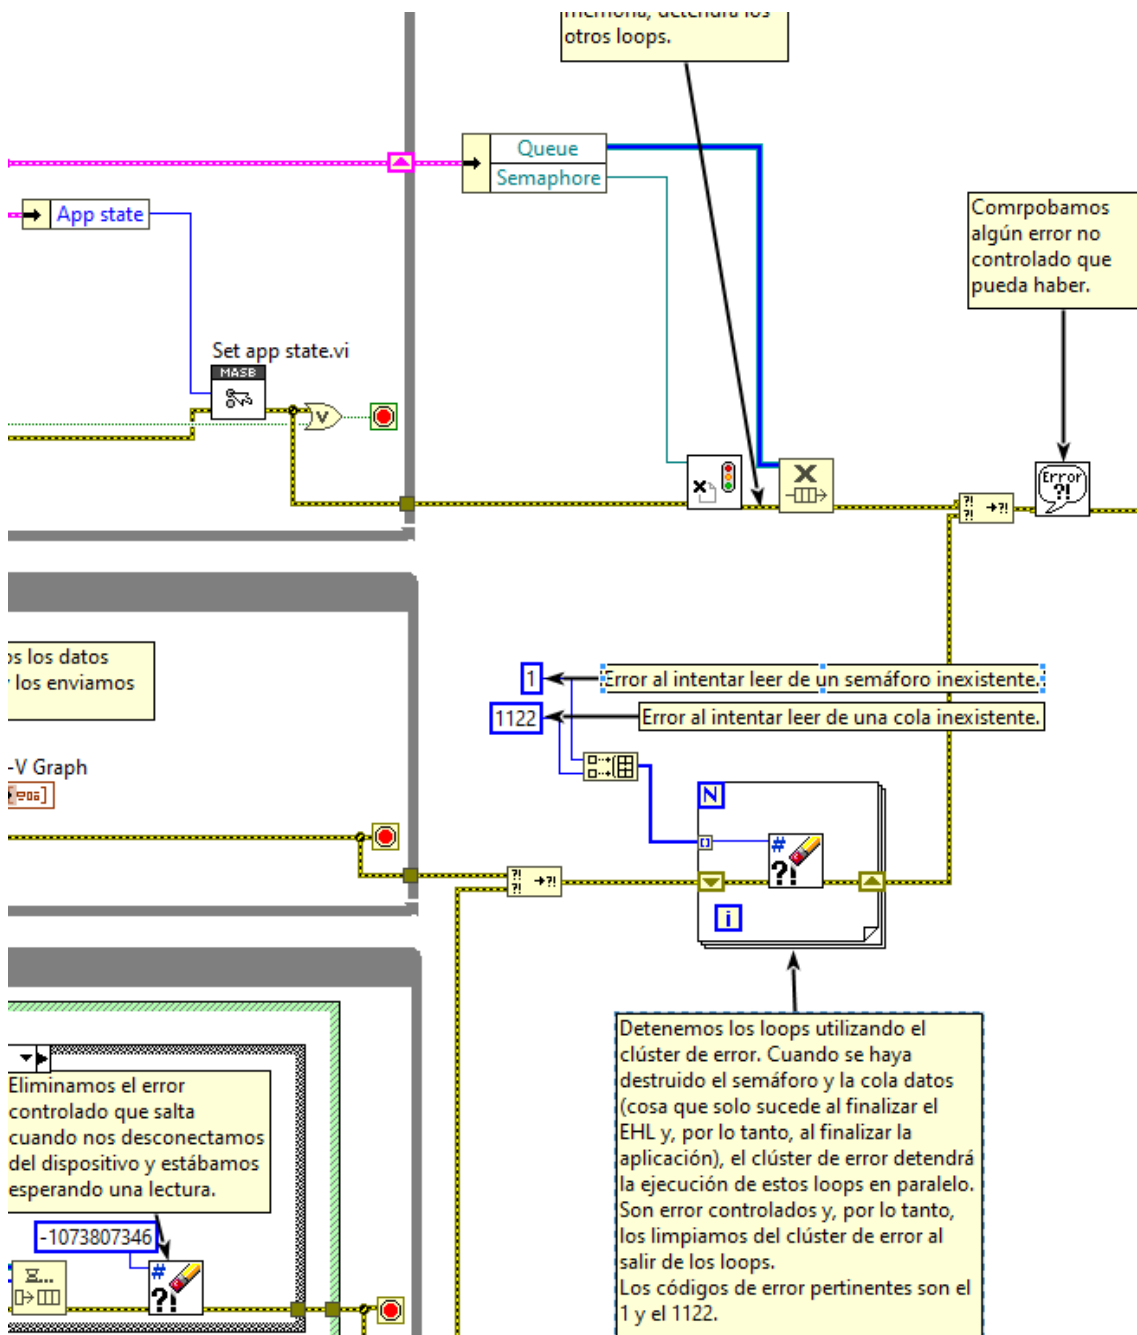 memoria, detendrá los
otros loops.
Queue
Semaphore
App state
Comrpobamos
algún error no
controlado que
pueda haber.
Set app state.vi
MASB
V
Error
?!
os los datos
los enviamos
1
Error al intentar leer de un semáforo inexistente.
1122
Error al intentar leer de una cola inexistente.
-V Graph
N
#
?!
i
Detenemos los loops utilizando el
clúster de error. Cuando se haya
destruido el semáforo y la cola datos
(cosa que solo sucede al finalizar el
EHL y, por lo tanto, al finalizar la
aplicación), el clúster de error detendrá
la ejecución de estos loops en paralelo.
Son error controlados y, por lo tanto,
los limpiamos del clúster de error al
salir de los loops.
Los códigos de error pertinentes son el
1 y el 1122.
Eliminamos el error
controlado que salta
cuando nos desconectamos
del dispositivo y estábamos
esperando una lectura.
-1073807346
#
?!